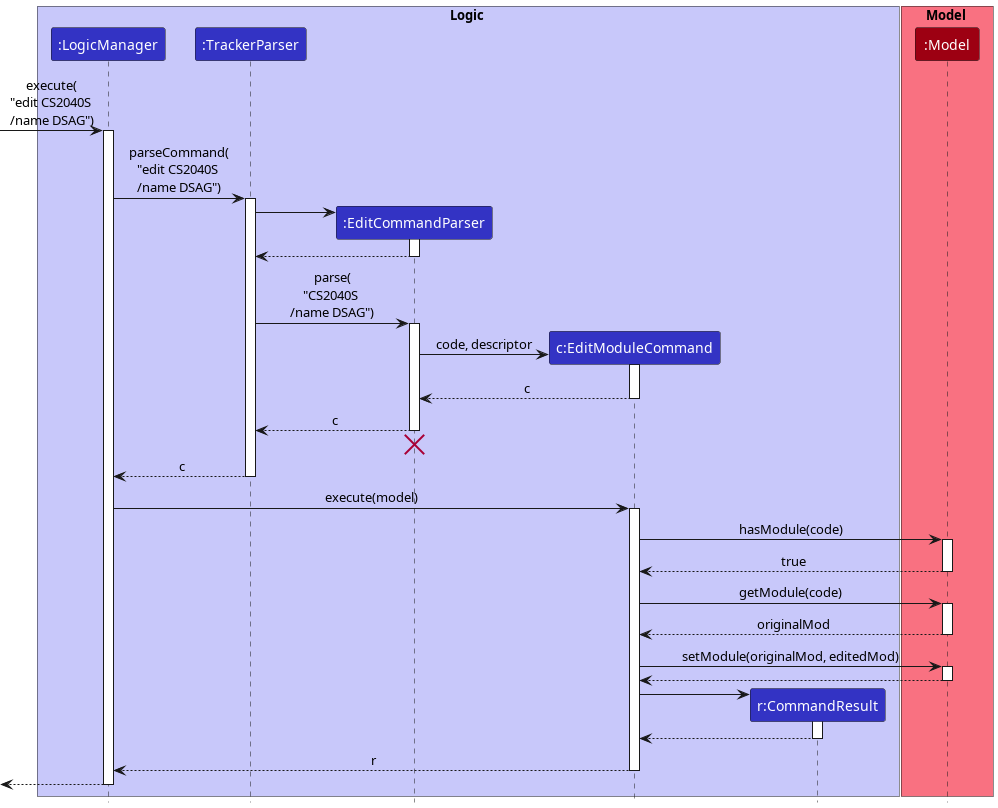 Logic
Model
:LogicManager
:TrackerParser
:Model
execute(
"edit CS2040S
/name DSAG")
parseCommand(
"edit CS2040S
/name DSAG")
:EditCommandParser
parse(
"CS2040S
/name DSAG")
code, descriptor
c:EditModuleCommand
c
c
c
execute(model)
hasModule(code)
true
getModule(code)
originalMod
setModule(originalMod, editedMod)
r:CommandResult
r